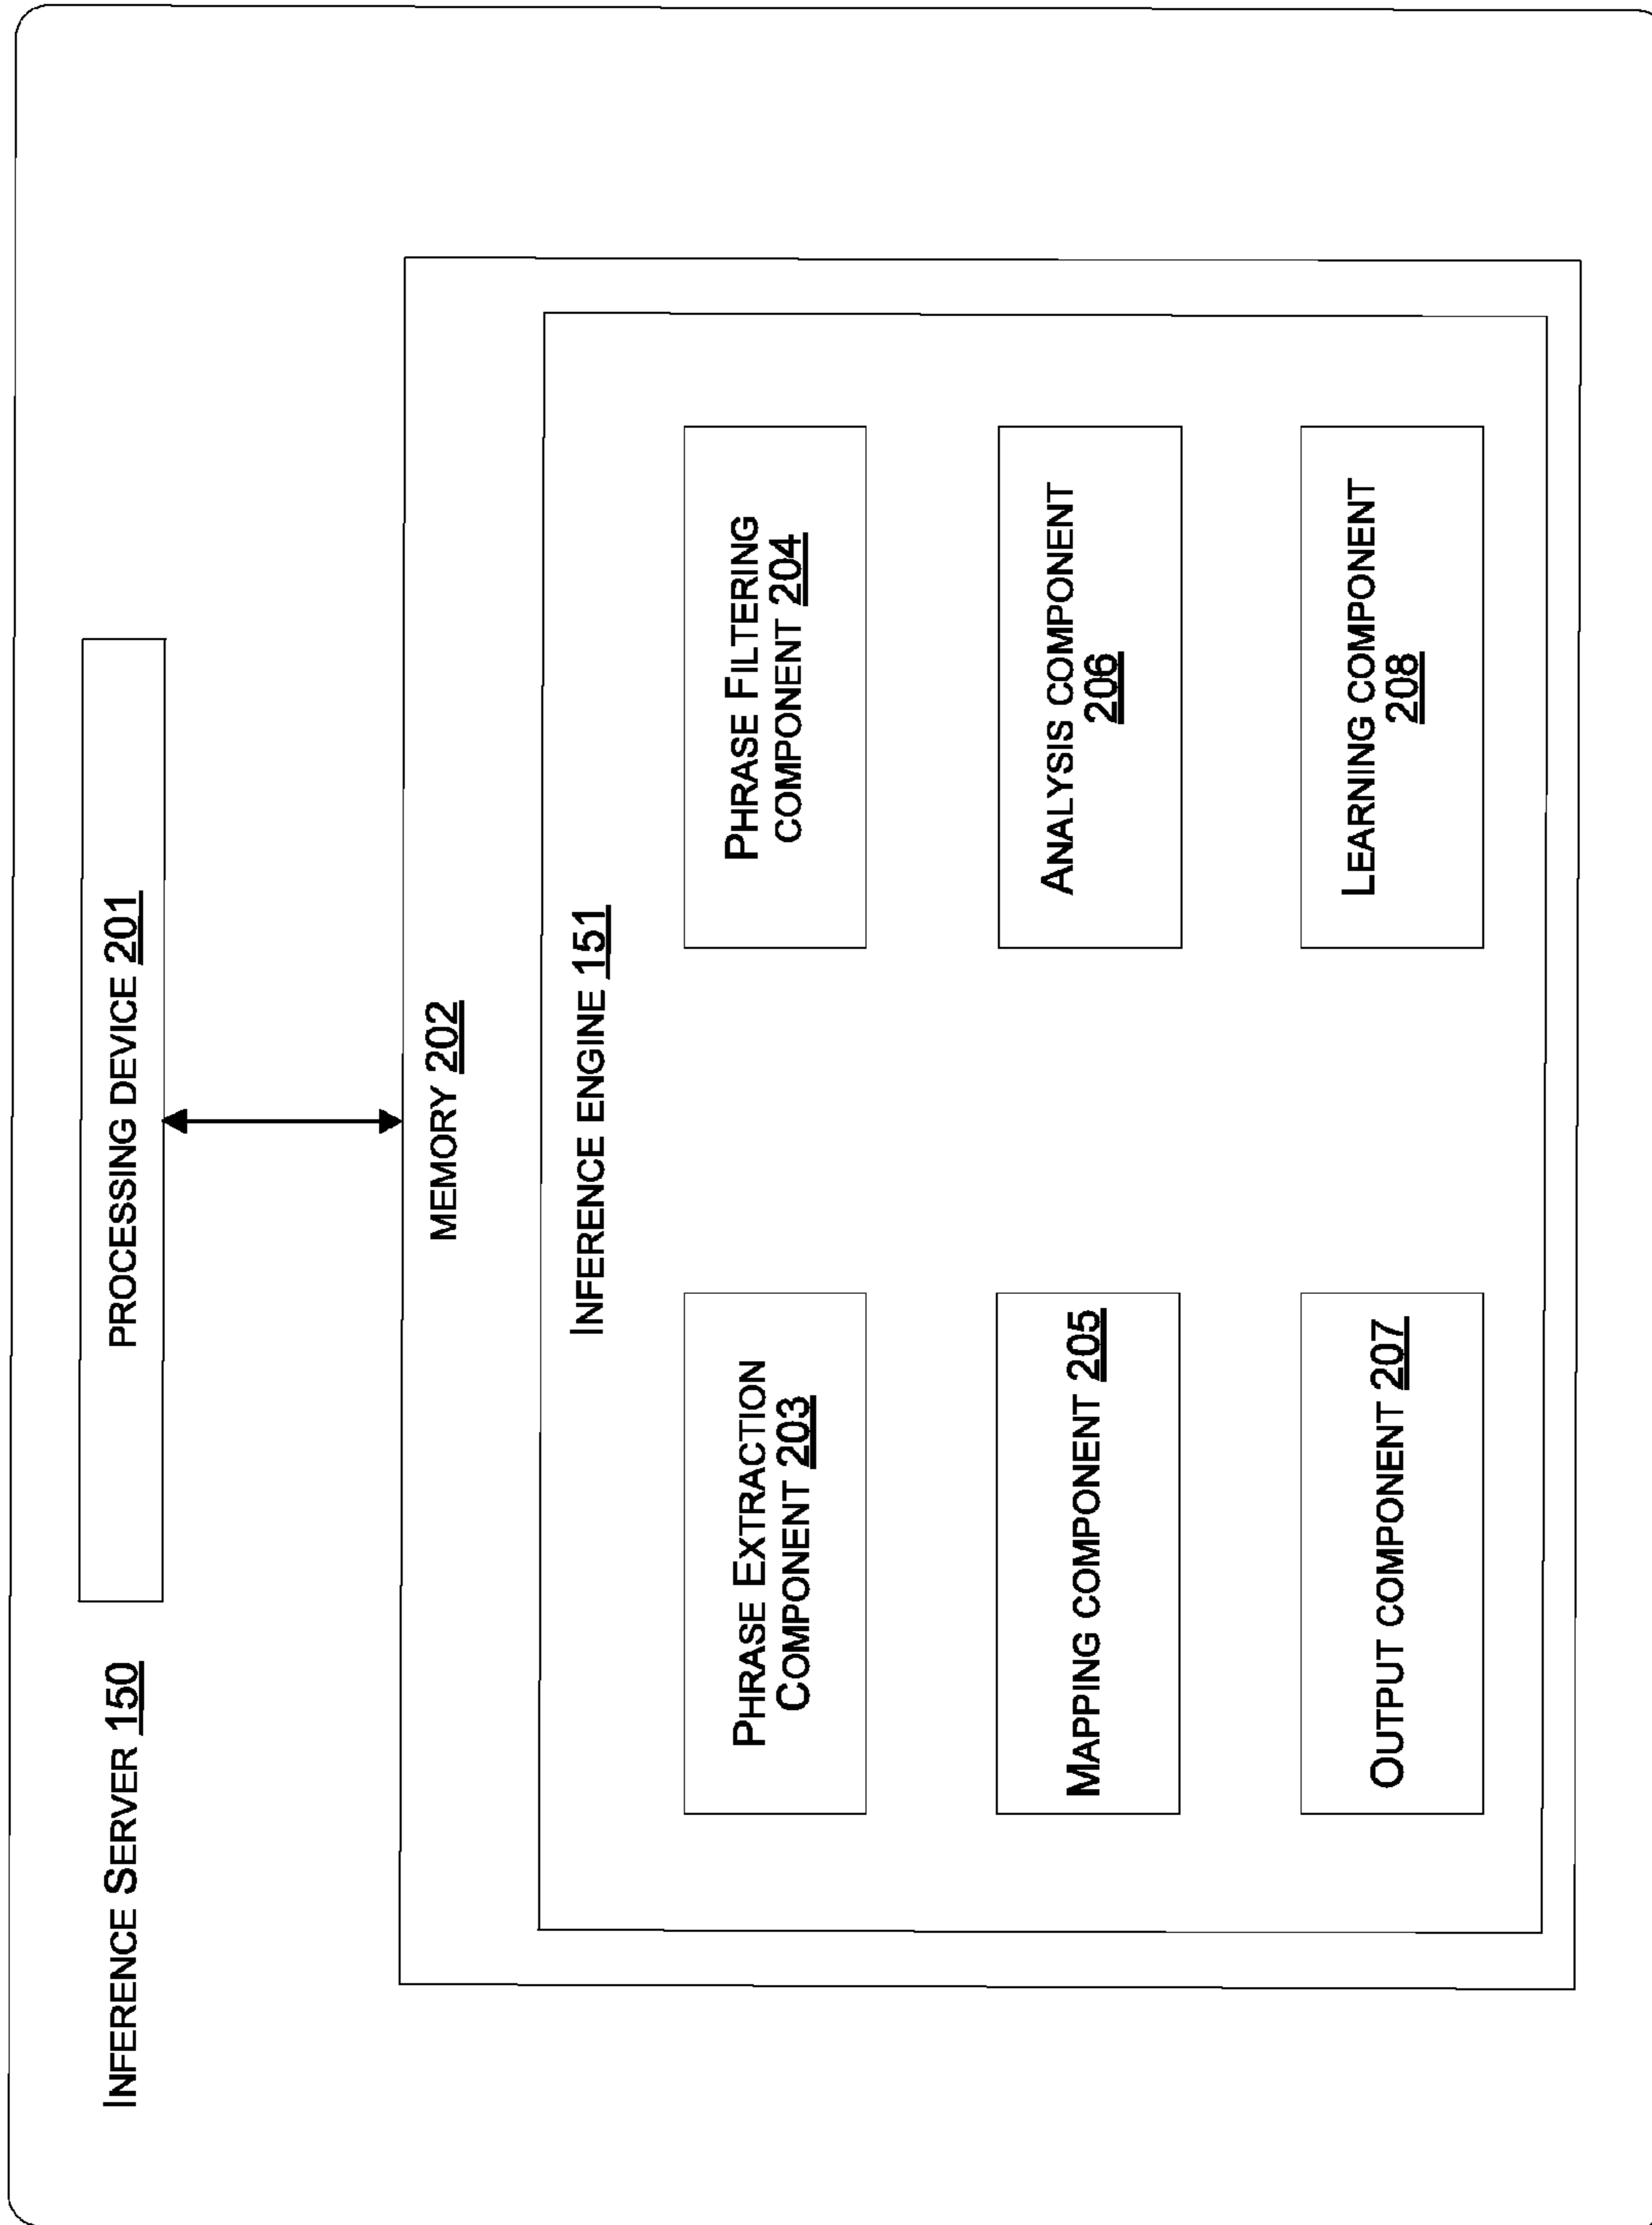 INFERENCE SERVER 150
PROCESSING DEVICE 201
MEMORY 202
INFERENCE ENGINE 151
PHRASE EXTRACTION
COMPONENT 203
PHRASE FILTERING
COMPONENT 204
MAPPING COMPONENT 205
ANALYSIS COMPONENT
206
OUTPUT COMPONENT 207
LEARNING COMPONENT
208